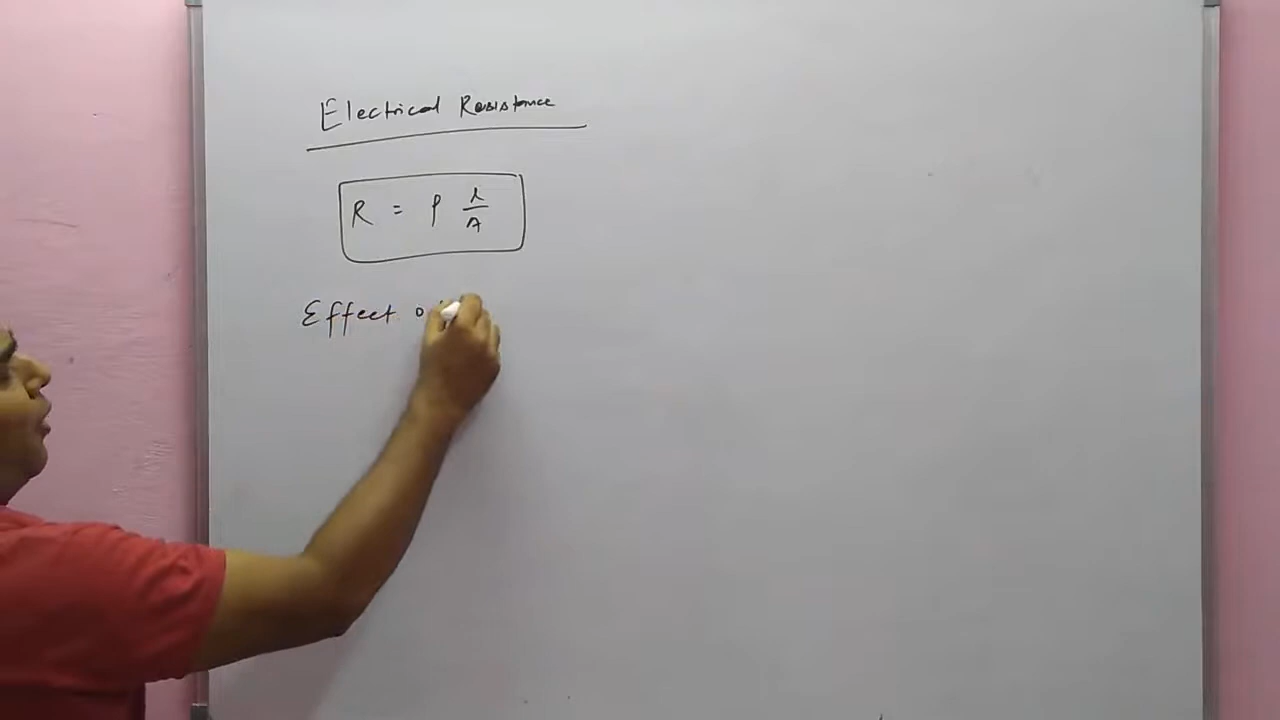 Electrical Resistance
R = ρ l/A
Effect o